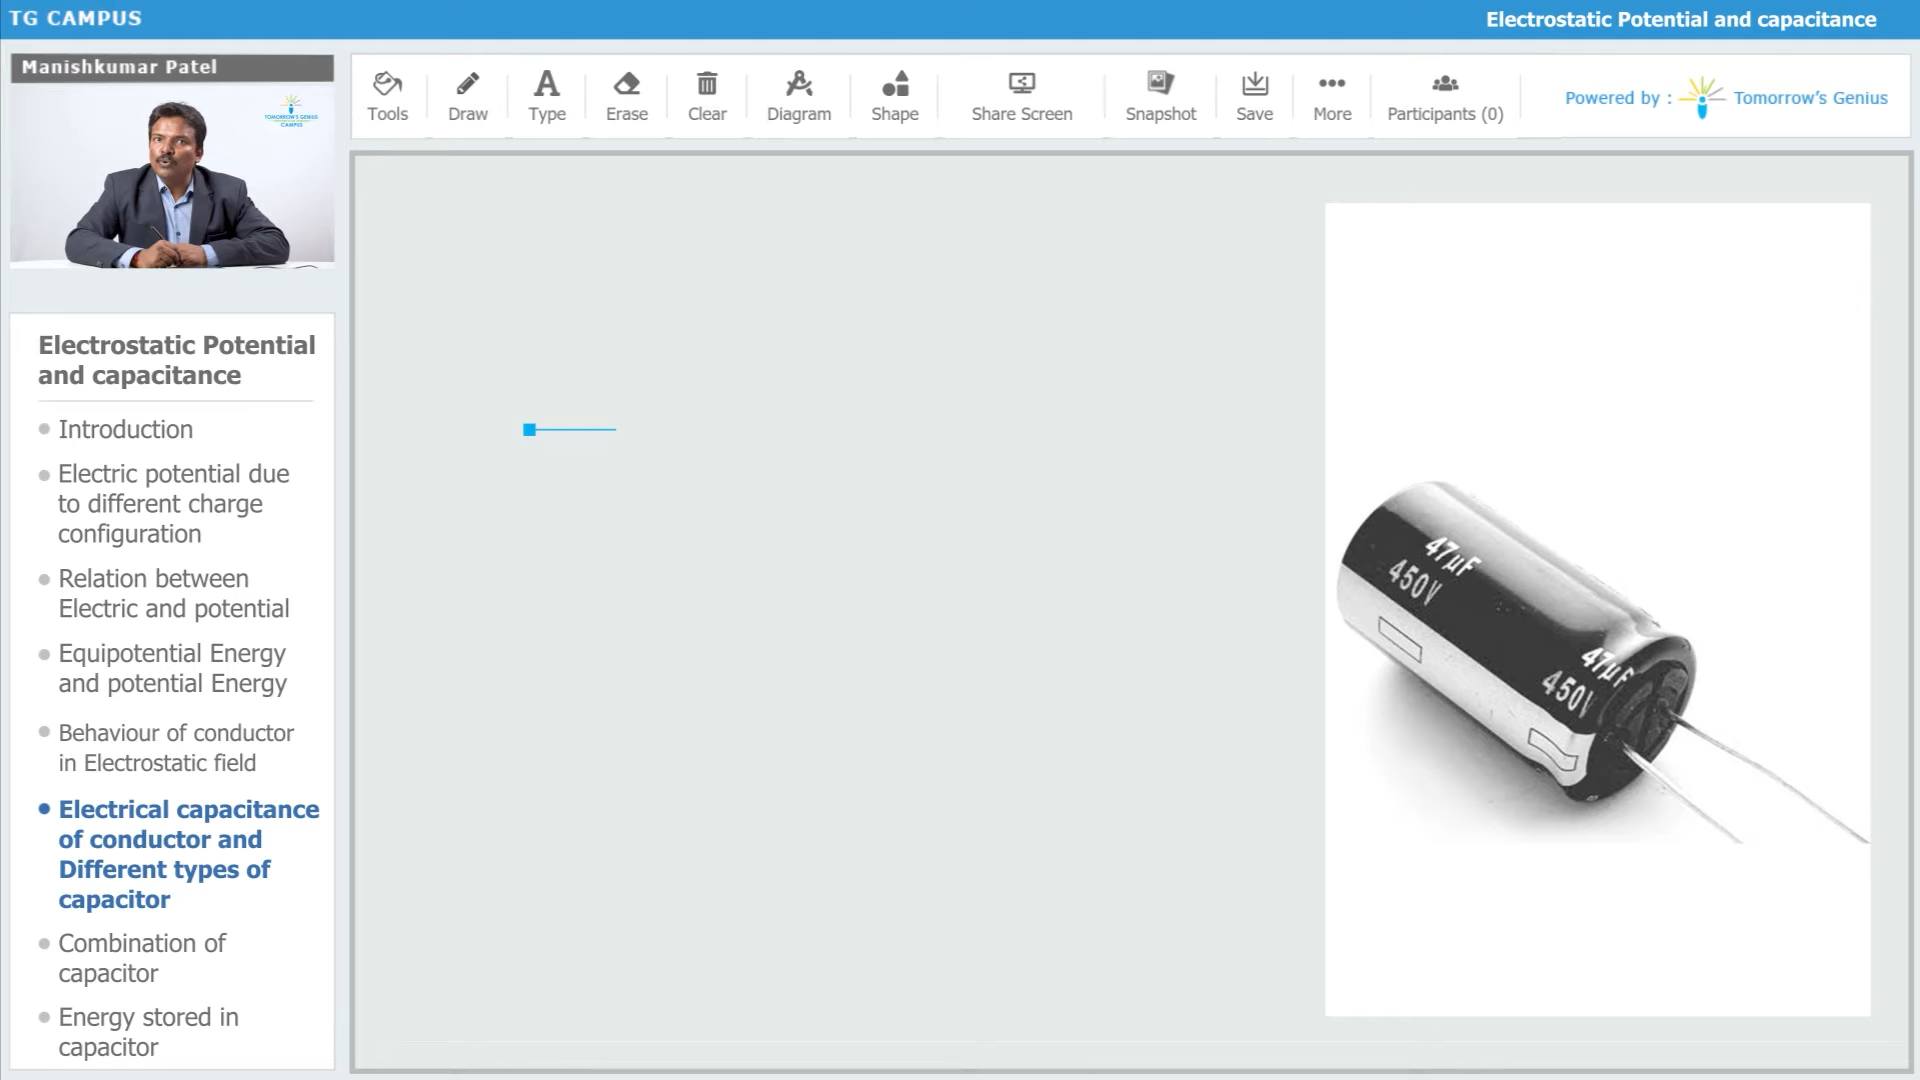 TG CAMPUS
Electrostatic Potential and capacitance
Manishkumar Patel
TOMORROW'S GENIUS
CAMPUS
Tools
Draw
Type
Erase
Clear
Diagram
Shape
Share Screen
Snapshot
Save
More
Participants (0)
Powered by :
Tomorrow's Genius
Electrostatic Potential
and capacitance
Introduction
Electric potential due
to different charge
configuration
Relation between
Electric and potential
Equipotential Energy
and potential Energy
Behaviour of conductor
in Electrostatic field
Electrical capacitance
of conductor and
Different types of
capacitor
Combination of
capacitor
Energy stored in
capacitor
47µF
450V
47µF
450V